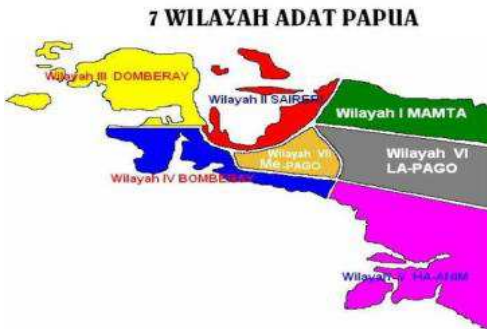 7 WILAYAH ADAT PAPUA
Wilayah III DOMBERAY
Wilayah II SAIRERI
Wilayah I MAMTA
Wilayah VII
Me.PAGO
Wilayah VI
LA-PAGO
Wilayah IV BOMBERAY
Wilayah V HA-ANIM